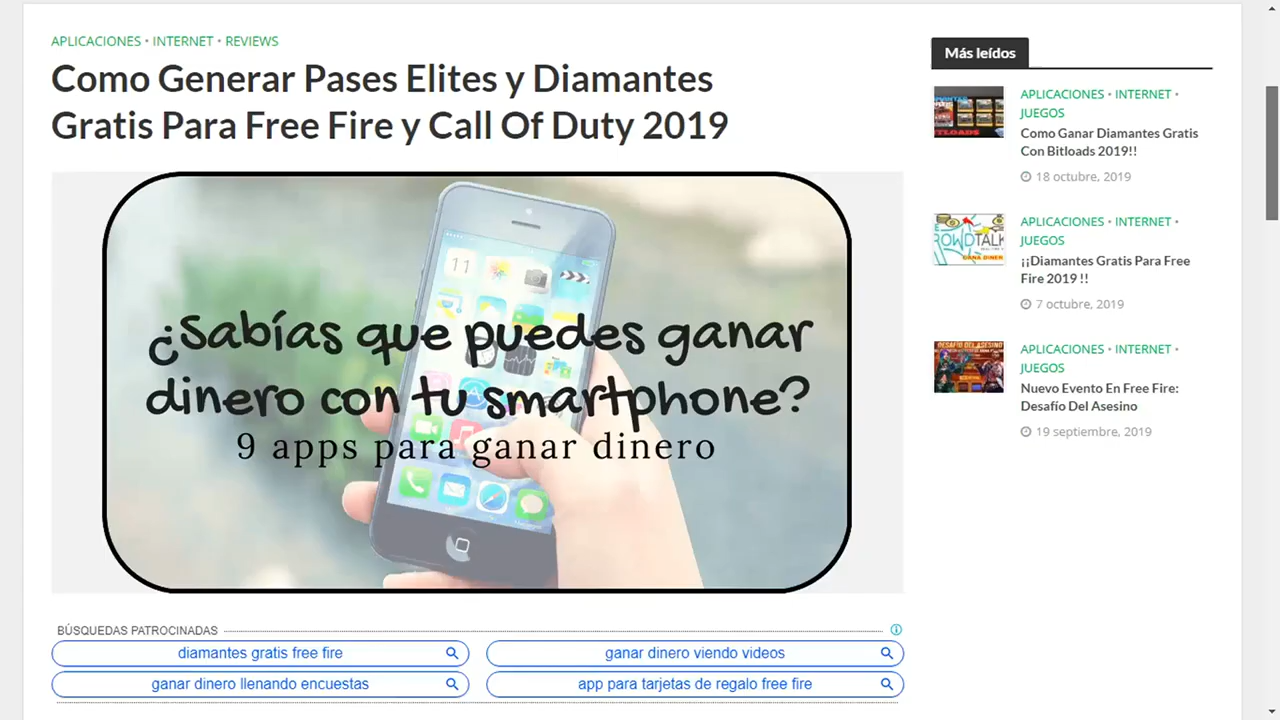 APLICACIONES • INTERNET • REVIEWS
Como Generar Pases Elites y Diamantes
Gratis Para Free Fire y Call Of Duty 2019
11
¿Sabías que puedes ganar
dinero con tu smartphone?
9 apps para ganar dinero
BÚSQUEDAS PATROCINADAS
diamantes gratis free fire
ganar dinero viendo videos
ganar dinero llenando encuestas
app para tarjetas de regalo free fire
Más leídos
APLICACIONES • INTERNET •
JUEGOS
Como Ganar Diamantes Gratis
Con Bitloads 2019!!
18 octubre, 2019
APLICACIONES • INTERNET •
JUEGOS
¡¡Diamantes Gratis Para Free
Fire 2019 !!
7 octubre, 2019
DESAFÍO DEL ASESINO
APLICACIONES • INTERNET •
JUEGOS
Nuevo Evento En Free Fire:
Desafío Del Asesino
19 septiembre, 2019